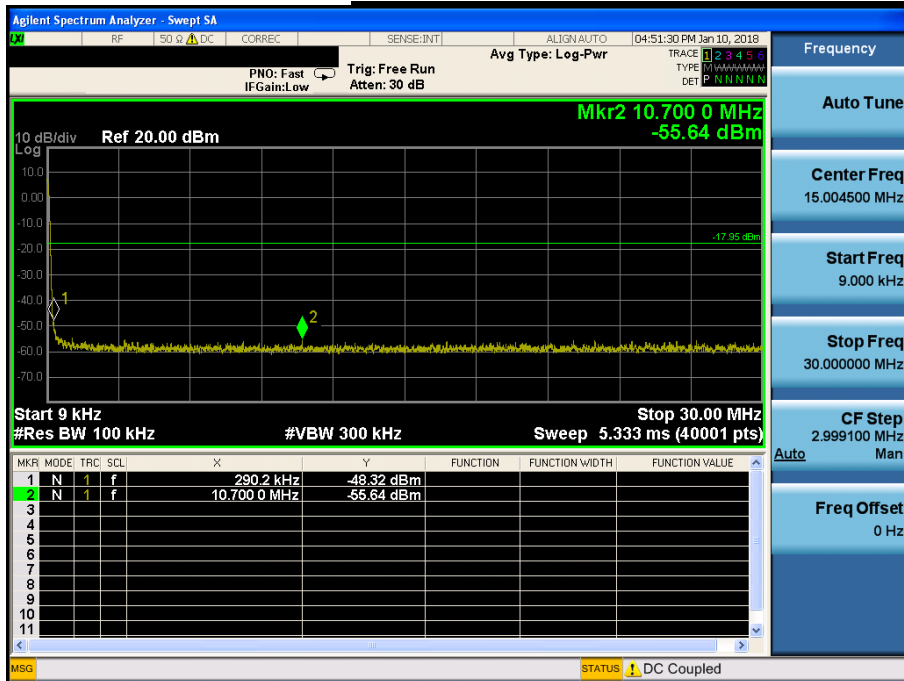 Agilent Spectrum Analyzer - Swept SA
LXI RF 50 Ω DC CORREC SENSE:INT ALIGN AUTO 04:51:30 PM Jan 10, 2018
Avg Type: Log-Pwr TRACE 1 2 3 4 5 6
PNO: Fast Trig: Free Run TYPE M WWWWW
IFGain:Low Atten: 30 dB DET P N N N N N
Mkr2 10.700 0 MHz
-55.64 dBm
10 dB/div Ref 20.00 dBm
Log
10.0
0.00
-10.0
-17.95 dBm
-20.0
-30.0
-40.0
1
-50.0
2
-60.0
-70.0
Start 9 kHz Stop 30.00 MHz
#Res BW 100 kHz #VBW 300 kHz Sweep 5.333 ms (40001 pts)
MKR MODE TRC SCL X Y FUNCTION FUNCTION WIDTH FUNCTION VALUE
1 N 1 f 290.2 kHz -48.32 dBm
2 N 1 f 10.700 0 MHz -55.64 dBm
3
4
5
6
7
8
9
10
11
MSG STATUS DC Coupled
Frequency
Auto Tune
Center Freq
15.004500 MHz
Start Freq
9.000 kHz
Stop Freq
30.000000 MHz
CF Step
2.999100 MHz
Auto Man
Freq Offset
0 Hz